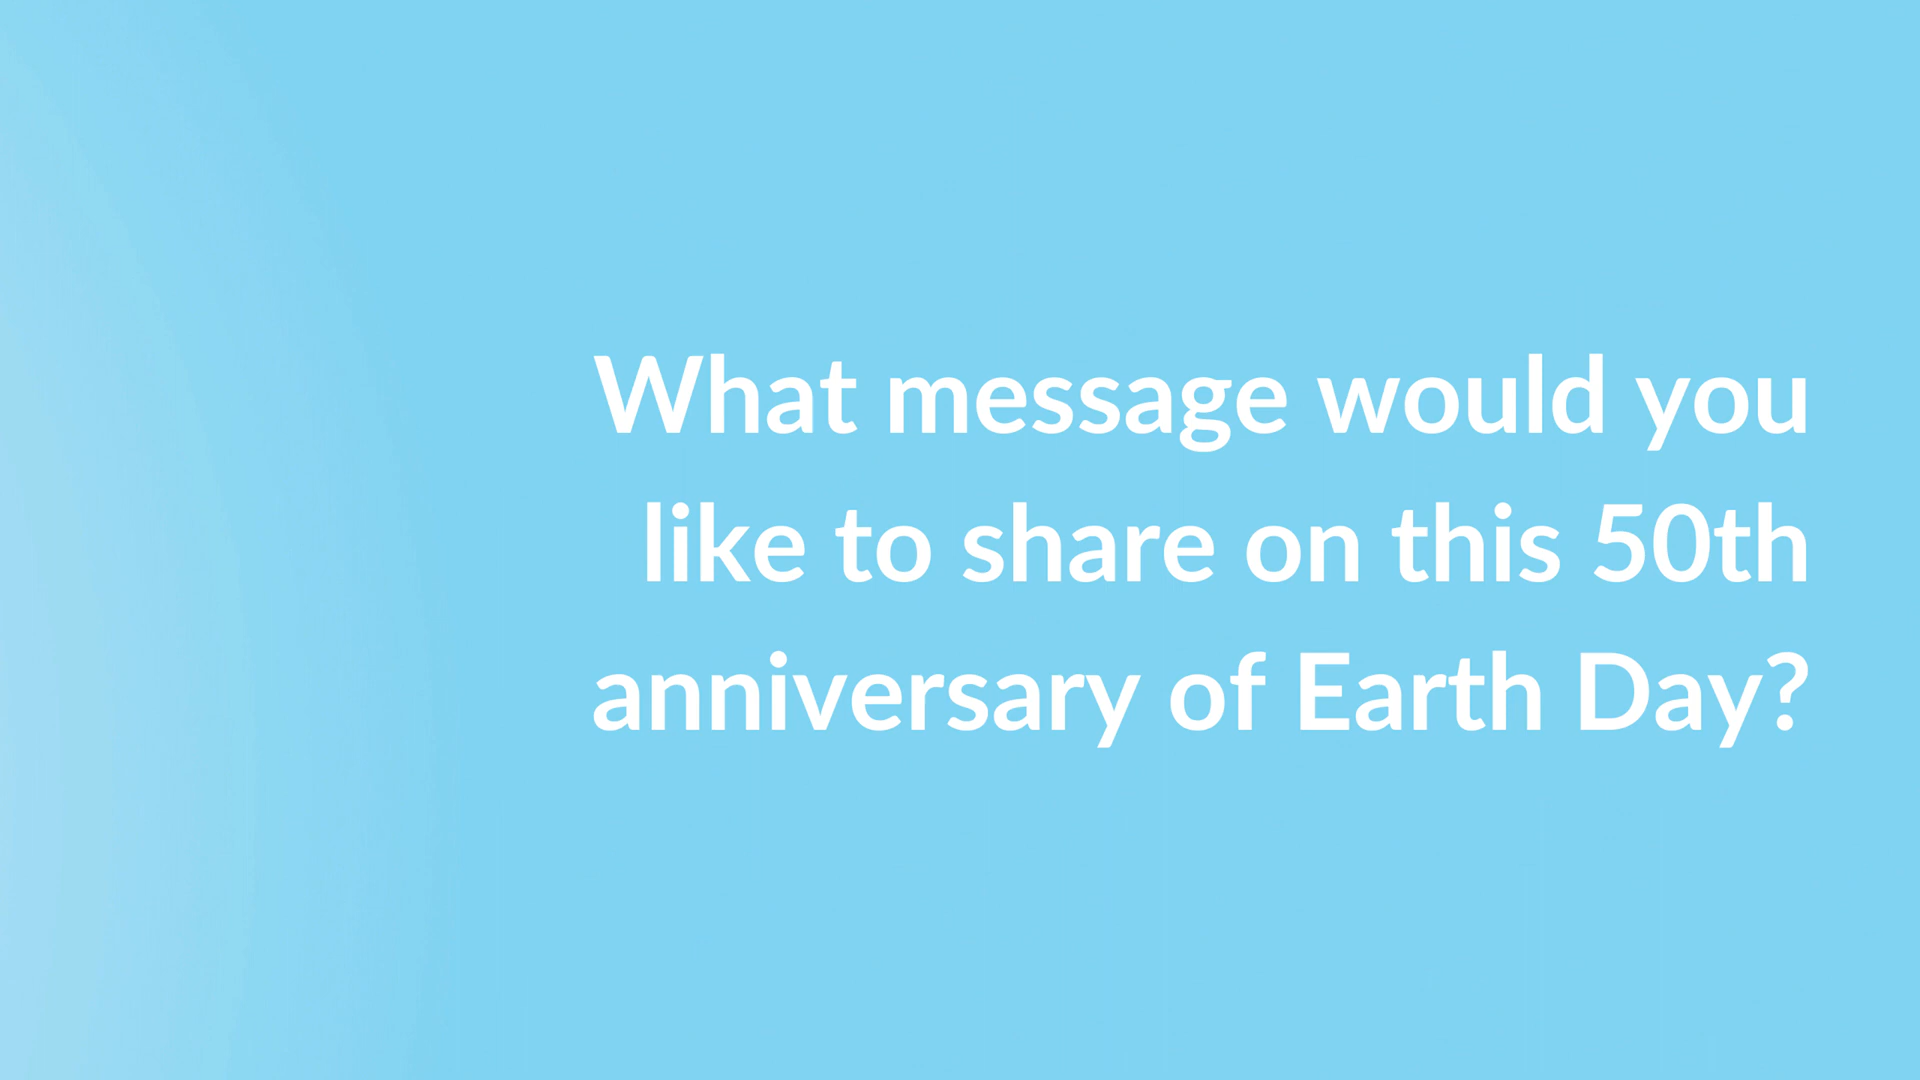 What message would you
like to share on this 50th
anniversary of Earth Day?